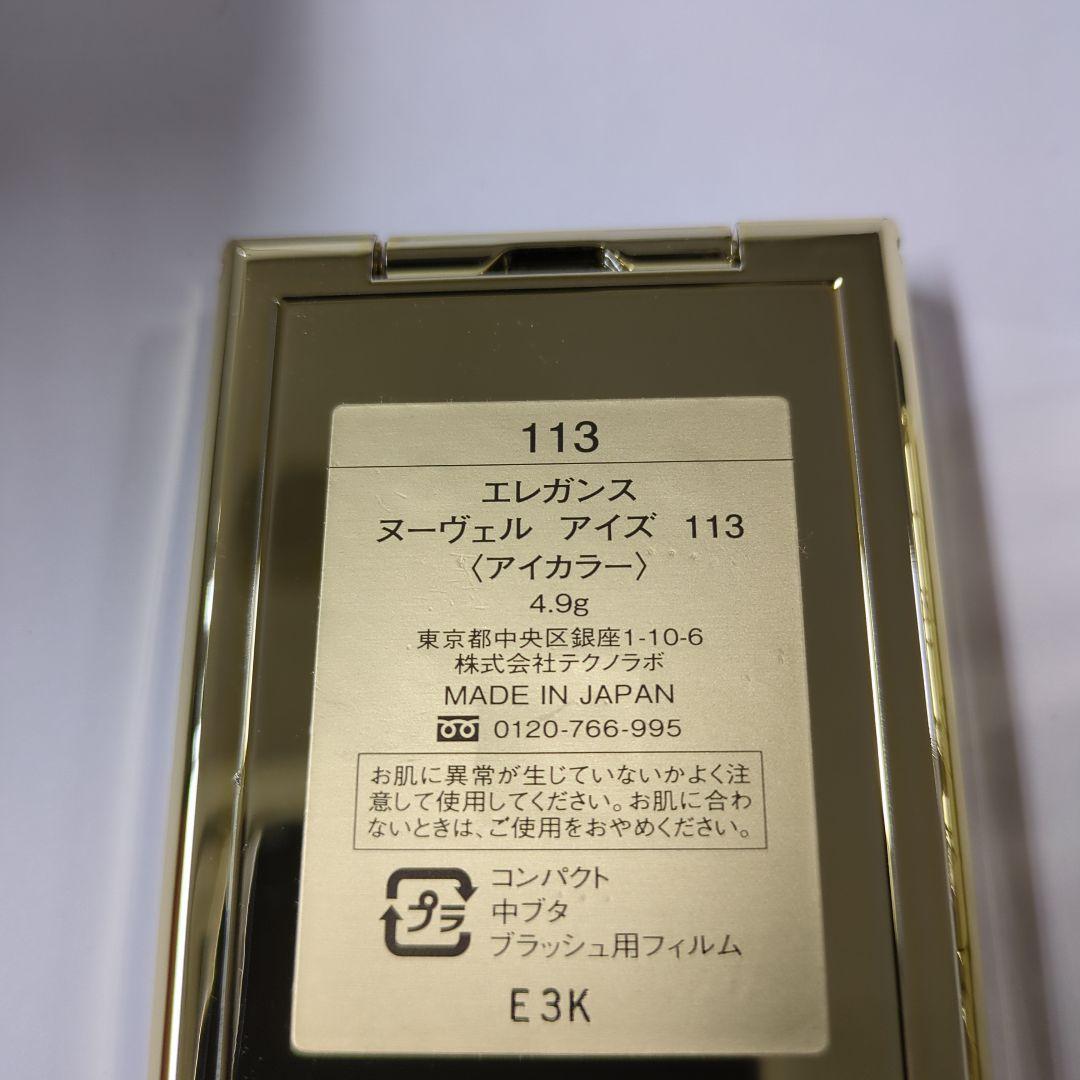 113
エレガンス
ヌーヴェル アイズ 113
〈アイカラー〉
4.9g
東京都中央区銀座1-10-6
株式会社テクノラボ
MADE IN JAPAN
0120-766-995
お肌に異常が生じていないかよく注
意して使用してください。お肌に合わ
ないときは、ご使用をおやめください。
プラ
コンパクト
中ブタ
ブラッシュ用フィルム
E3K